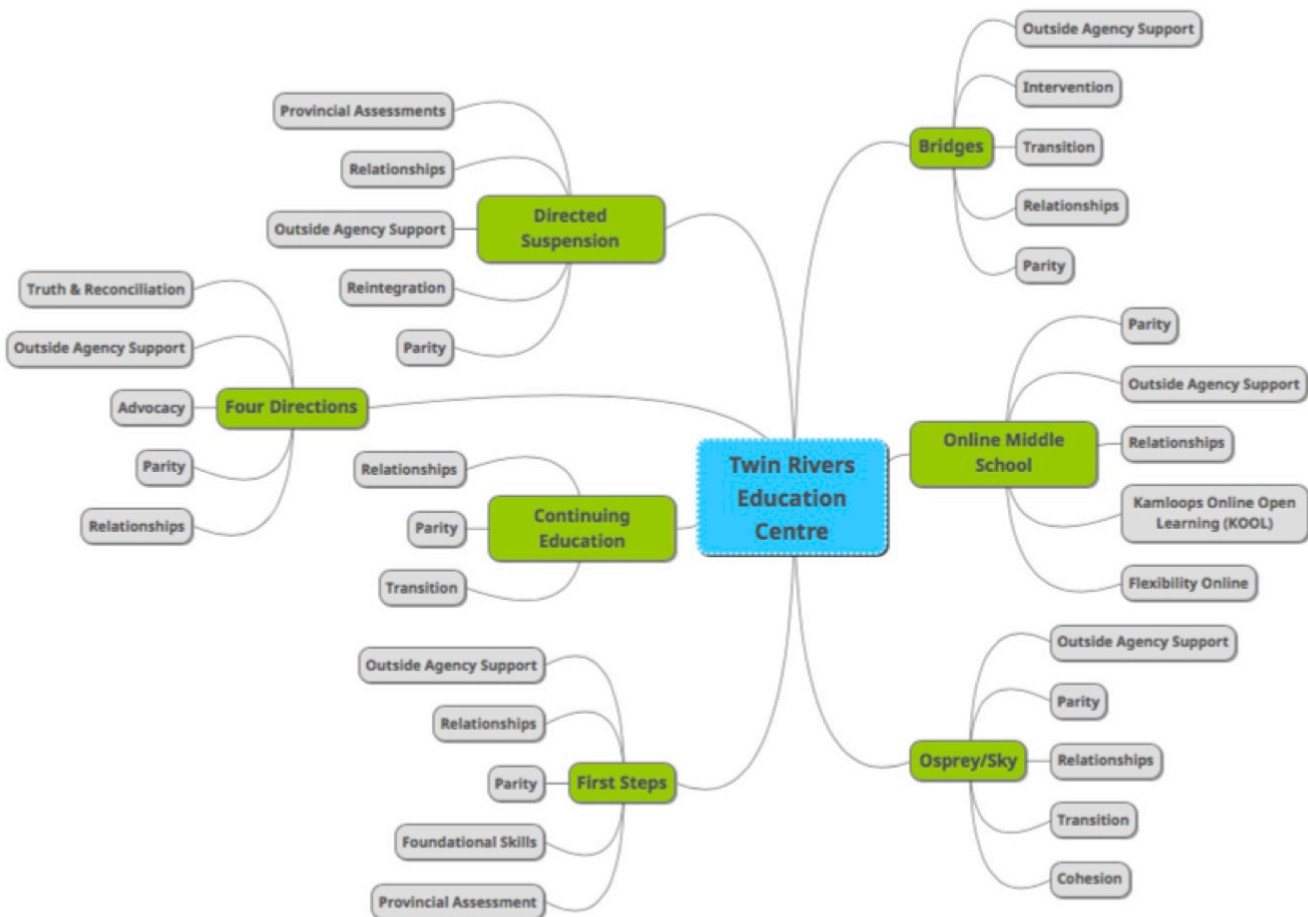 Twin Rivers
Education
Centre
Bridges
Outside Agency Support
Intervention
Transition
Relationships
Parity
Online Middle
School
Parity
Outside Agency Support
Relationships
Kamloops Online Open
Learning (KOOL)
Flexibility Online
Osprey/Sky
Outside Agency Support
Parity
Relationships
Transition
Cohesion
Directed
Suspension
Provincial Assessments
Relationships
Outside Agency Support
Reintegration
Parity
Four Directions
Truth & Reconciliation
Outside Agency Support
Advocacy
Parity
Relationships
Continuing
Education
Relationships
Parity
Transition
First Steps
Outside Agency Support
Relationships
Parity
Foundational Skills
Provincial Assessment